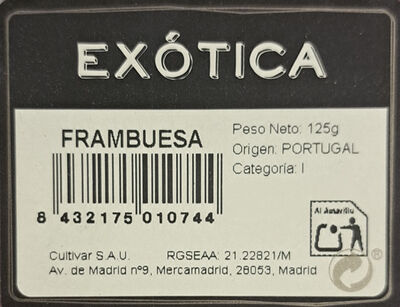 EXÓTICA
FRAMBUESA
Peso Neto: 125g
Origen: PORTUGAL
Categoría: I
8 432175 010744
Al Amarillo
Cultivar S.A.U. RGSEAA: 21.22821/M
Av. de Madrid nº9, Mercamadrid, 28053, Madrid
®